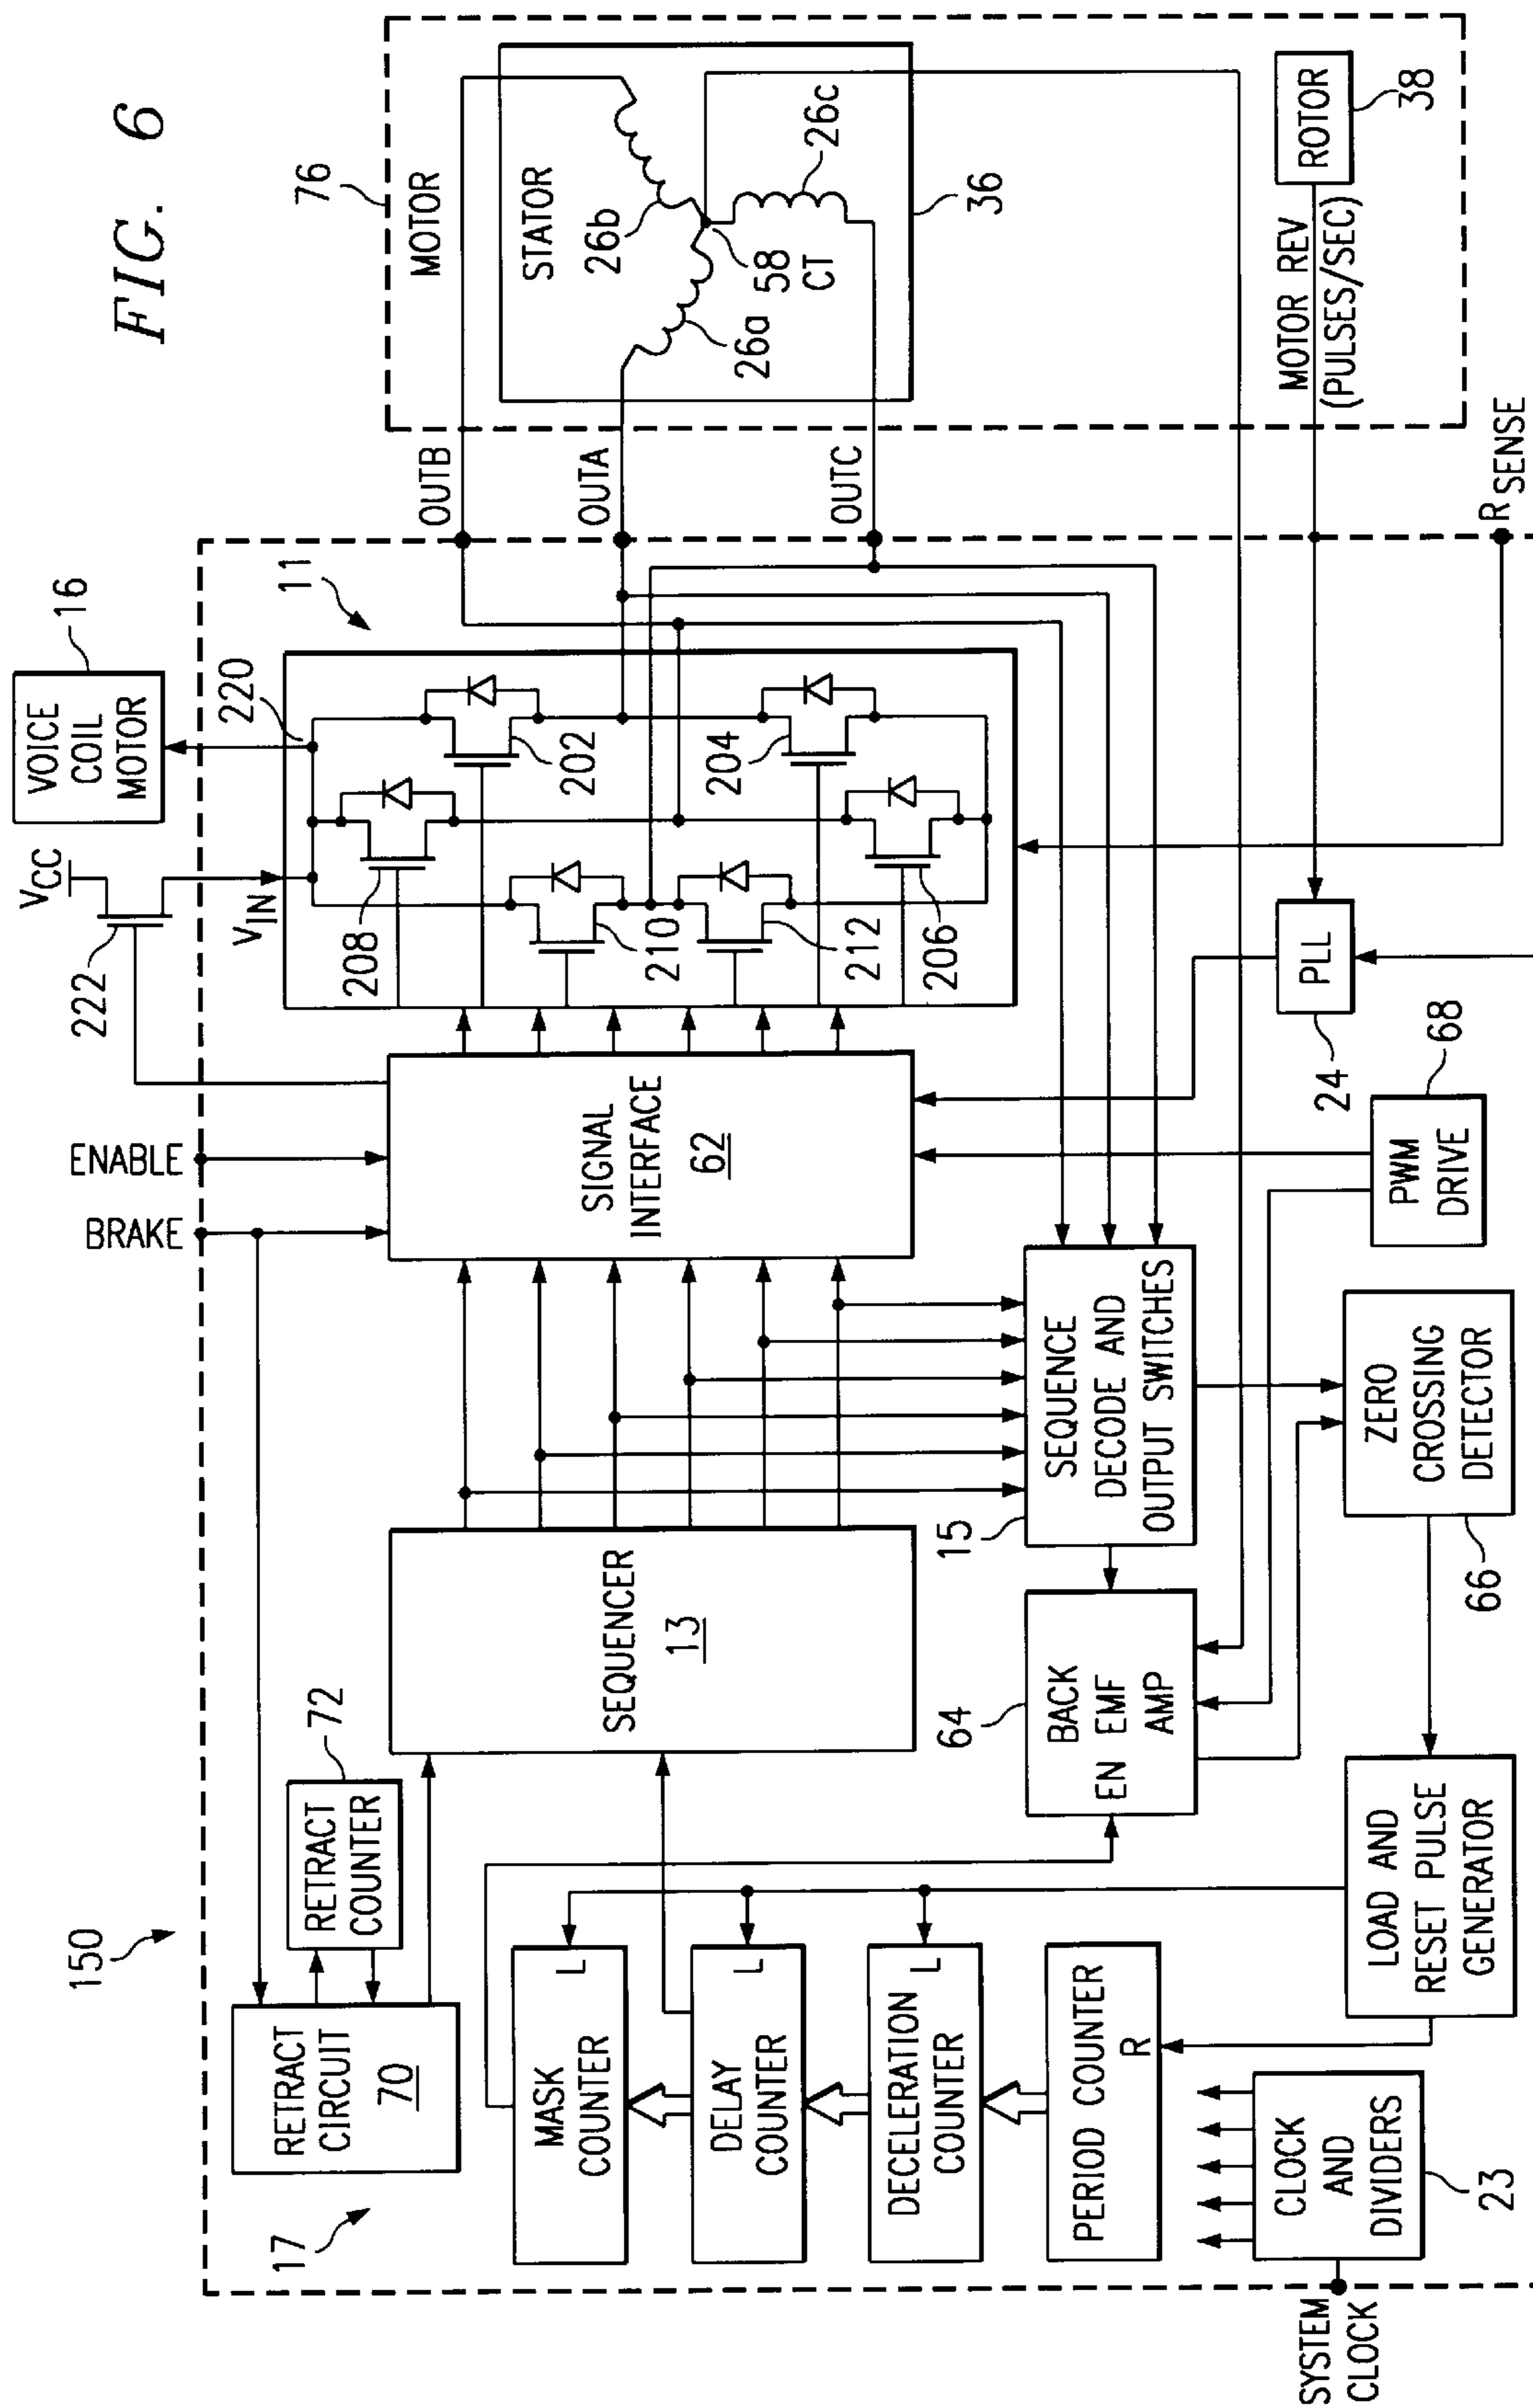 FIG. 6
150
17
RETRACT
CIRCUIT
70
RETRACT
COUNTER
72
BRAKE
ENABLE
222
VCC
VIN
VOICE
COIL
MOTOR
16
220
11
208
202
210
204
212
206
SEQUENCER
13
SIGNAL
INTERFACE
62
OUTB
OUTA
OUTC
76
MOTOR
STATOR
26b
26a
58
CT
26c
36
MOTOR REV
(PULSES/SEC)
ROTOR
38
R SENSE
MASK
COUNTER
L
DELAY
COUNTER
L
DECELERATION
COUNTER
L
PERIOD COUNTER
R
64
BACK
EN EMF
AMP
15
SEQUENCE
DECODE AND
OUTPUT SWITCHES
PLL
24
PWM
DRIVE
68
ZERO
CROSSING
DETECTOR
66
LOAD AND
RESET PULSE
GENERATOR
CLOCK
AND
DIVIDERS
23
SYSTEM
CLOCK